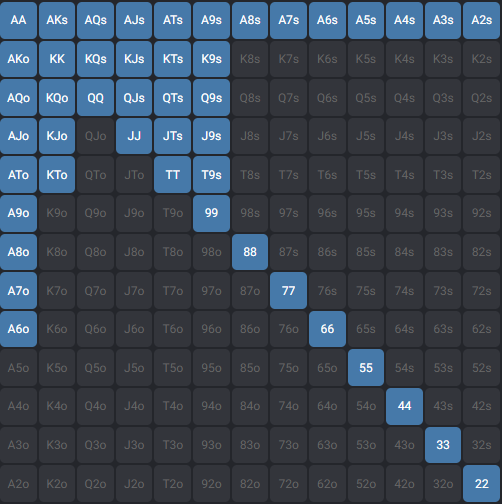 AA AKs AQs AJs ATs A9s A8s A7s A6s A5s A4s A3s A2s
AKo KK KQs KJs KTs K9s K8s K7s K6s K5s K4s K3s K2s
AQo KQo QQ QJs QTs Q9s Q8s Q7s Q6s Q5s Q4s Q3s Q2s
AJo KJo QJo JJ JTs J9s J8s J7s J6s J5s J4s J3s J2s
ATo KTo QTo JTo TT T9s T8s T7s T6s T5s T4s T3s T2s
A9o K9o Q9o J9o T9o 99 98s 97s 96s 95s 94s 93s 92s
A8o K8o Q8o J8o T8o 98o 88 87s 86s 85s 84s 83s 82s
A7o K7o Q7o J7o T7o 97o 87o 77 76s 75s 74s 73s 72s
A6o K6o Q6o J6o T6o 96o 86o 76o 66 65s 64s 63s 62s
A5o K5o Q5o J5o T5o 95o 85o 75o 65o 55 54s 53s 52s
A4o K4o Q4o J4o T4o 94o 84o 74o 64o 54o 44 43s 42s
A3o K3o Q3o J3o T3o 93o 83o 73o 63o 53o 43o 33 32s
A2o K2o Q2o J2o T2o 92o 82o 72o 62o 52o 42o 32o 22